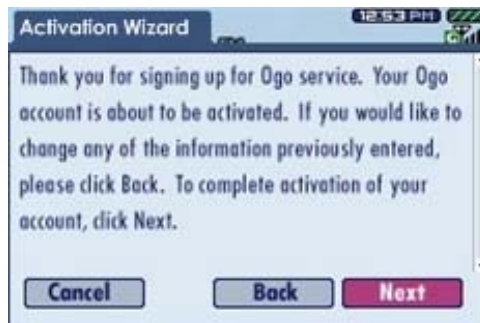 Activation Wizard
12:53 PM
Thank you for signing up for Ogo service. Your Ogo
account is about to be activated. If you would like to
change any of the information previously entered,
please click Back. To complete activation of your
account, click Next.
Cancel
Back
Next